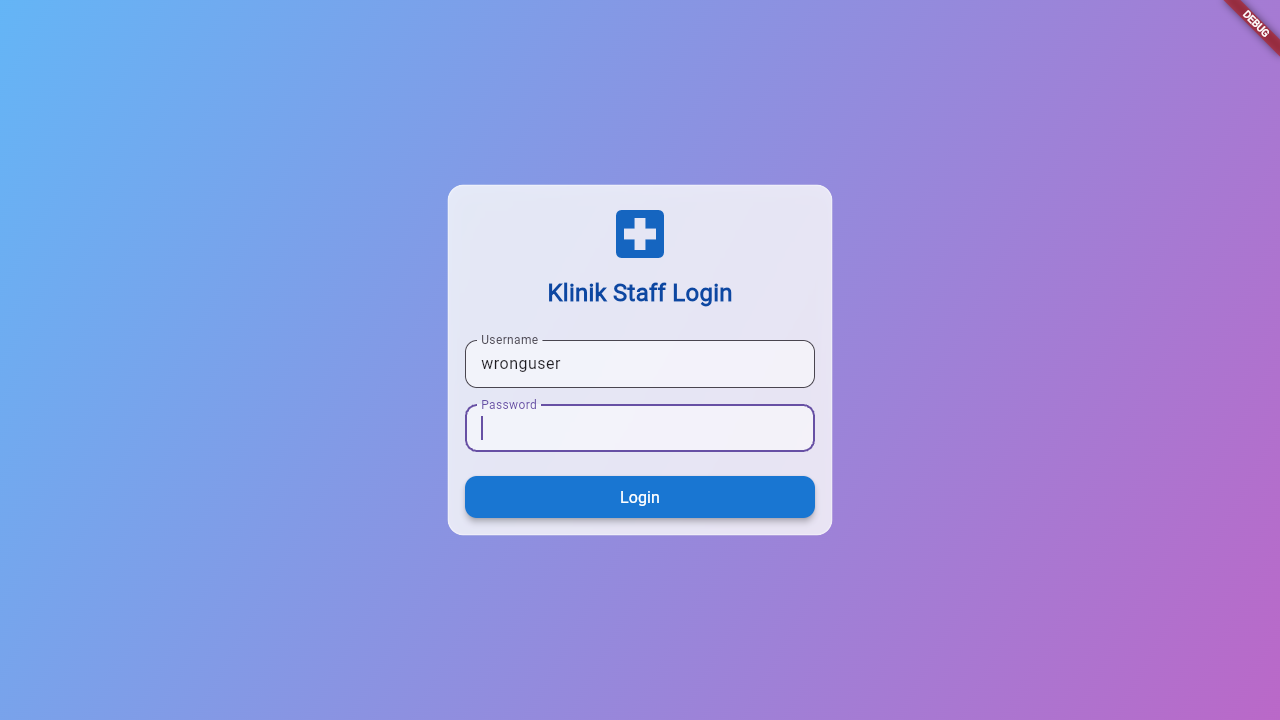 DEBUG
Klinik Staff Login
Username
wronguser
Password
Login